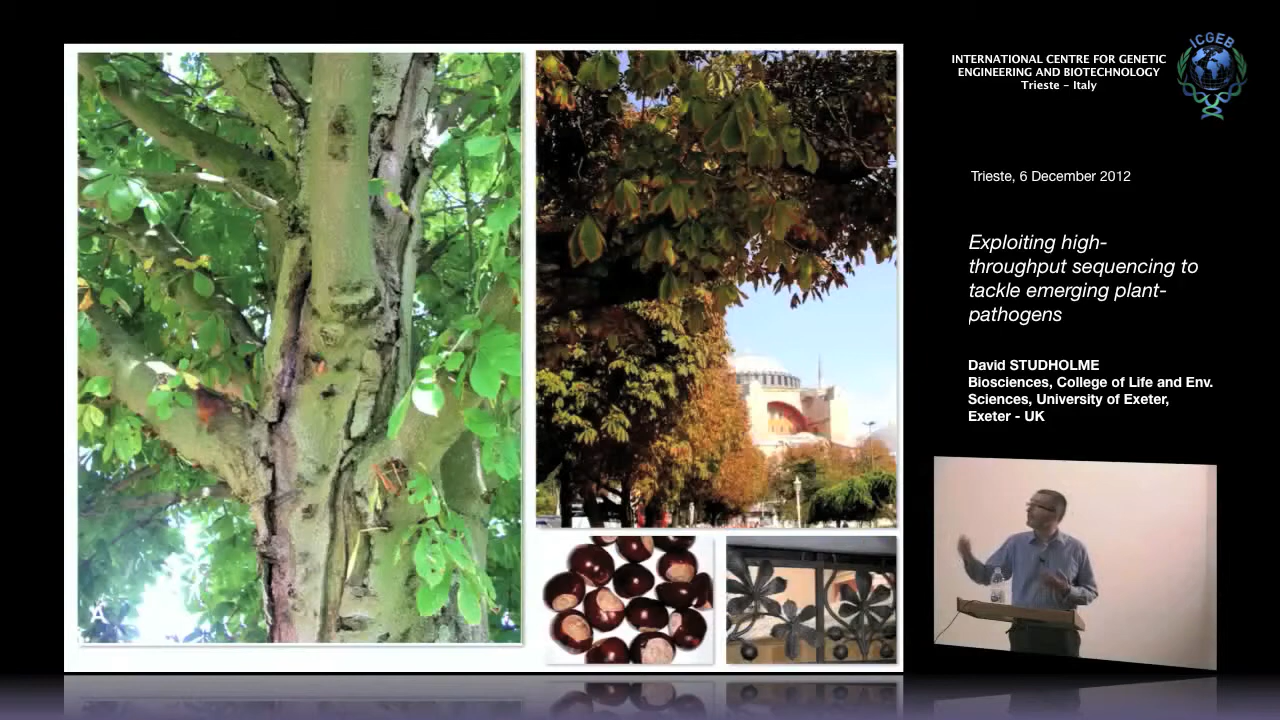 ICGEB
INTERNATIONAL CENTRE FOR GENETIC
ENGINEERING AND BIOTECHNOLOGY
Trieste - Italy
Trieste, 6 December 2012
Exploiting high-
throughput sequencing to
tackle emerging plant-
pathogens
David STUDHOLME
Biosciences, College of Life and Env.
Sciences, University of Exeter,
Exeter - UK